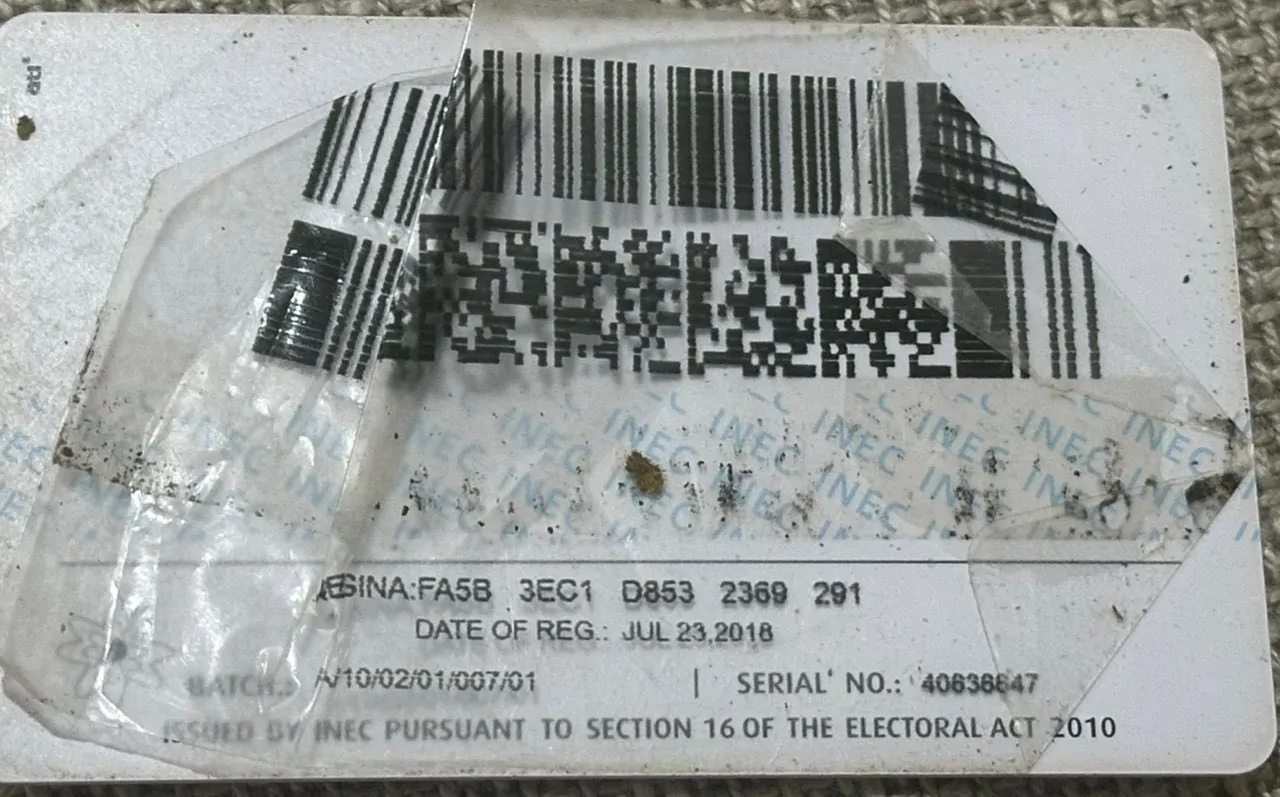 INEC INEC INEC INEC INEC INEC
FA5B 3EC1 D853 2369 291
DATE OF REG.: JUL 23,2018
BATCH.: /10/02/01/007/01 | SERIAL NO.:
ISSUED BY INEC PURSUANT TO SECTION 16 OF THE ELECTORAL ACT 2010